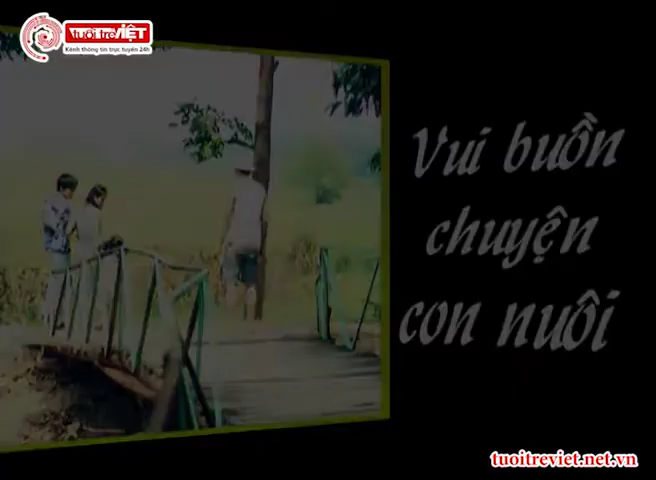 Tuổi trẻ VIỆT
Kênh thông tin trực tuyến 24h
Vui buồn
chuyện
con nuôi
tuoitreviet.net.vn